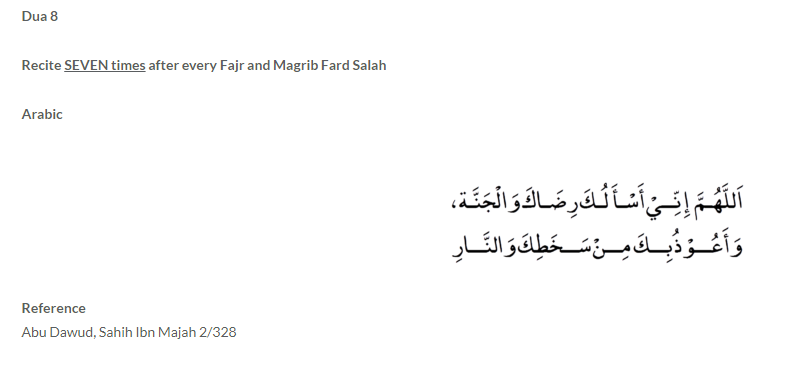 Dua 8
Recite SEVEN times after every Fajr and Magrib Fard Salah
Arabic
اَللَّهُمَّ إِنِّيْ أَسْأَلُكَ رِضَاكَ وَالْجَنَّة،
وَأَعُوْذُبِكَ مِنْ سَخَطِكَ وَالنَّارِ
Reference
Abu Dawud, Sahih Ibn Majah 2/328